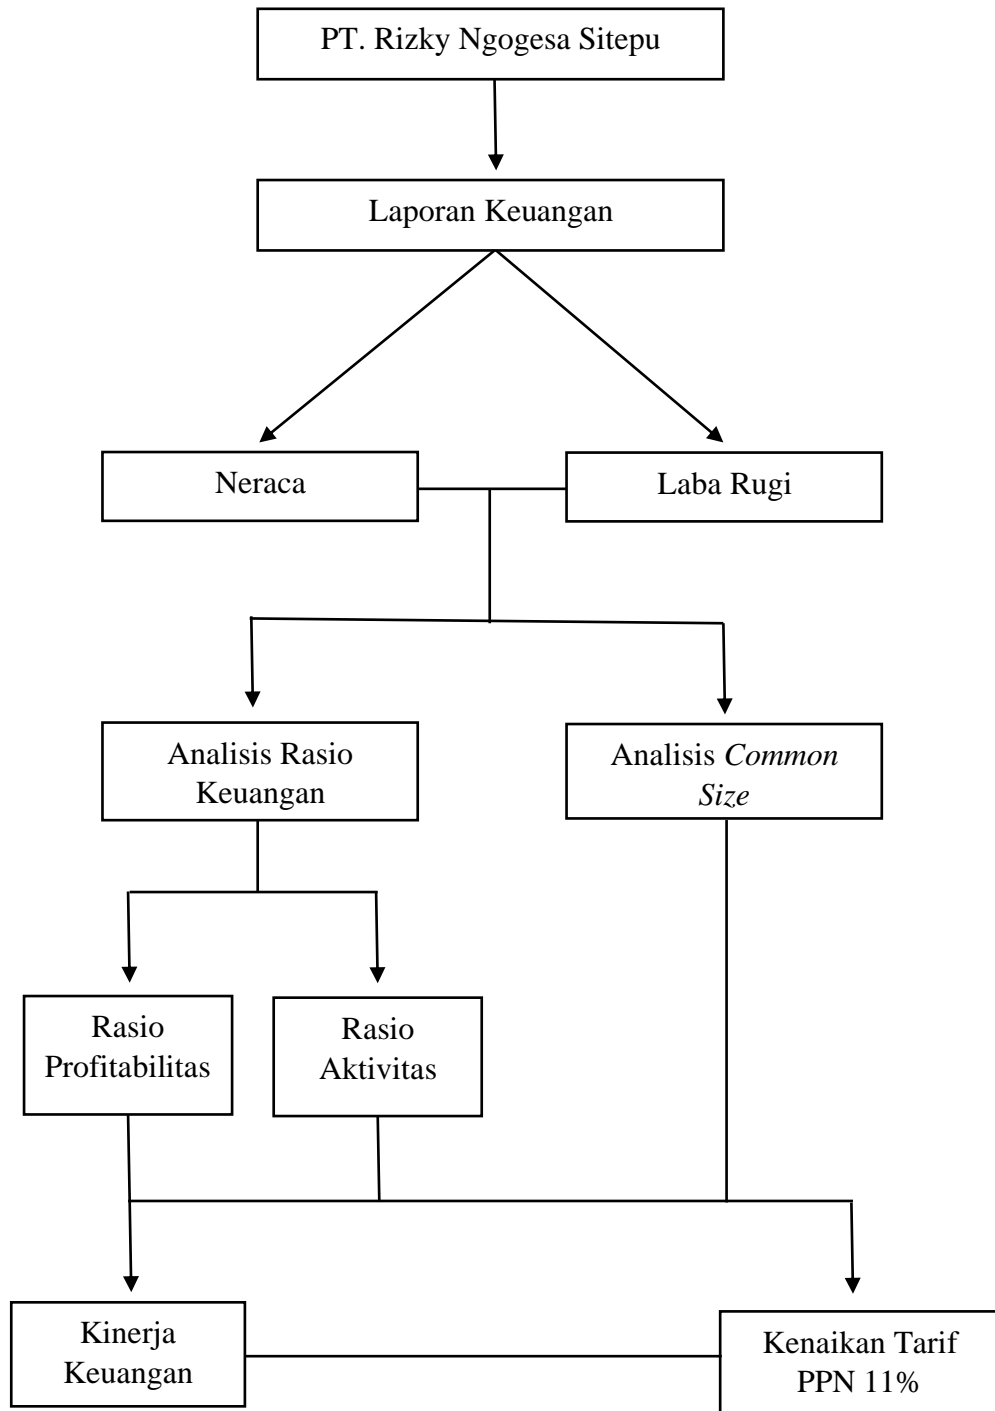 PT. Rizky Ngogesa Sitepu
Laporan Keuangan
Neraca
Laba Rugi
Analisis Rasio
Keuangan
Analisis Common
Size
Rasio
Profitabilitas
Rasio
Aktivitas
Kinerja
Keuangan
Kenaikan Tarif
PPN 11%